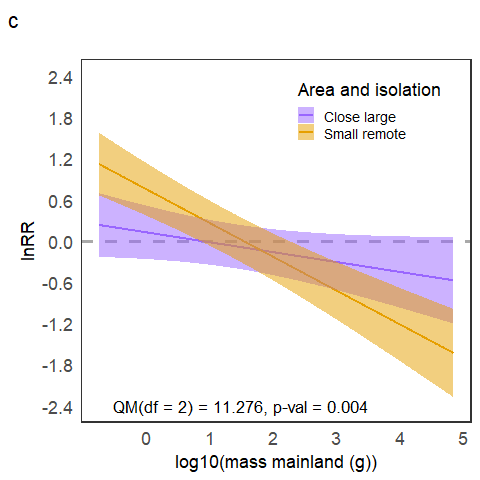 c
Area and isolation
Close large
Small remote
lnRR
2.4
1.8
1.2
0.6
0.0
-0.6
-1.2
-1.8
-2.4
QM(df = 2) = 11.276, p-val = 0.004
0 1 2 3 4 5
log10(mass mainland (g))